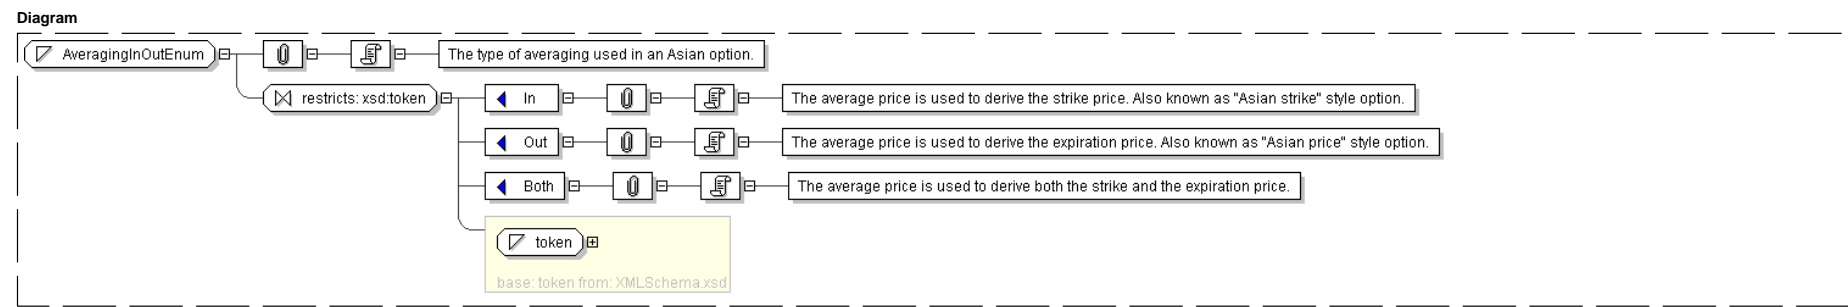 Diagram
AveragingInOutEnum
The type of averaging used in an Asian option.
restricts: xsd:token
In
The average price is used to derive the strike price. Also known as "Asian strike" style option.
Out
The average price is used to derive the expiration price. Also known as "Asian price" style option.
Both
The average price is used to derive both the strike and the expiration price.
token
base: token from: XMLSchema.xsd